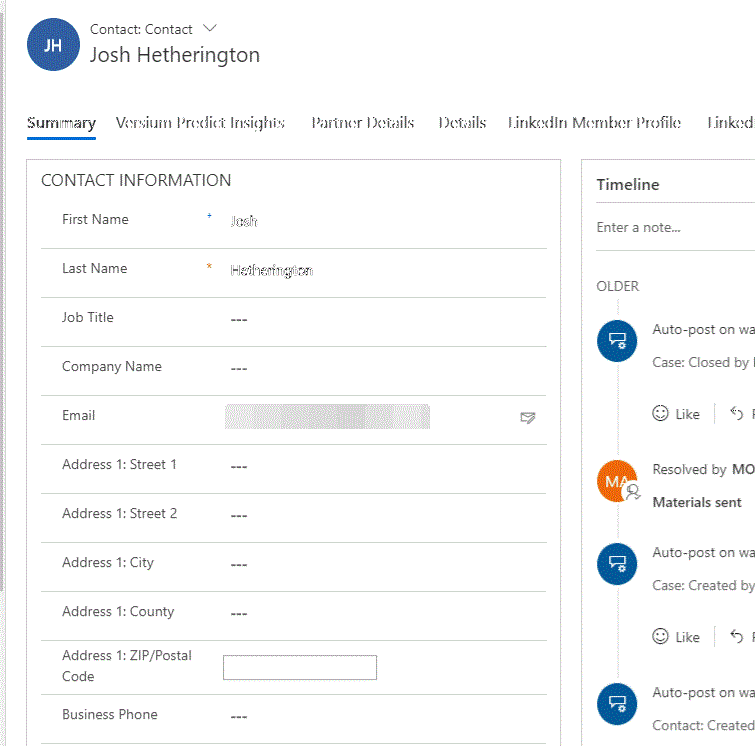 JH
Contact: Contact
Josh Hetherington
Summary Versium Predict Insights Partner Details Details LinkedIn Member Profile Linked
CONTACT INFORMATION
First Name * Josh
Last Name * Hetherington
Job Title ---
Company Name ---
Email
Address 1: Street 1 ---
Address 1: Street 2 ---
Address 1: City ---
Address 1: County ---
Address 1: ZIP/Postal
Code
Business Phone ---
Timeline
Enter a note...
OLDER
Auto-post on wa
Case: Closed by
Like
MA
Resolved by MO
Materials sent
Auto-post on wa
Case: Created by
Like
Auto-post on wa
Contact: Created